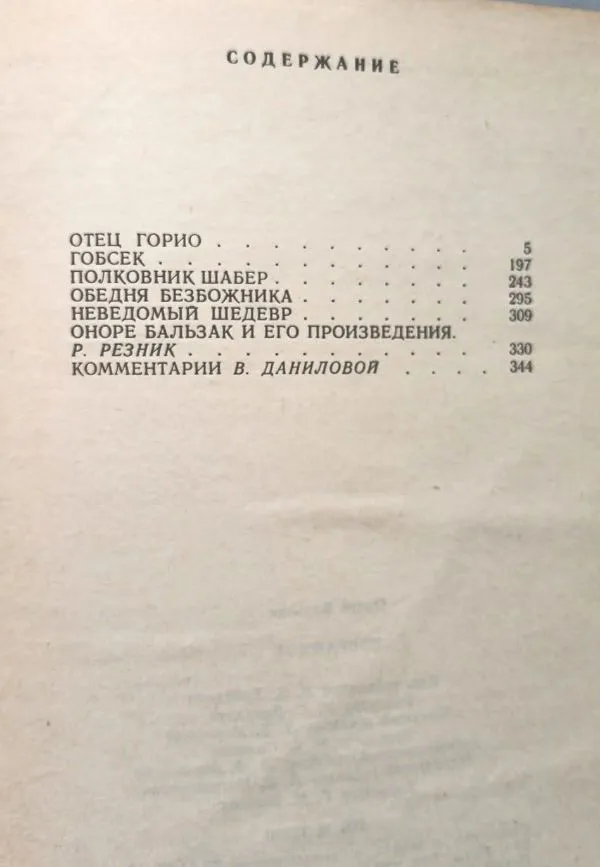 СОДЕРЖАНИЕ
ОТЕЦ ГОРИО . . . . . . . . . . 5
ГОБСЕК . . . . . . . . . . . . . 197
ПОЛКОВНИК ШАБЕР . . . . . . . . 243
ОБЕДНЯ БЕЗБОЖНИКА . . . . . . . 295
НЕВЕДОМЫЙ ШЕДЕВР . . . . . . . 309
ОНОРЕ БАЛЬЗАК И ЕГО ПРОИЗВЕДЕНИЯ.
Р. РЕЗНИК . . . . . . . . . . . 330
КОММЕНТАРИИ В. ДАНИЛОВОЙ . . . . 344